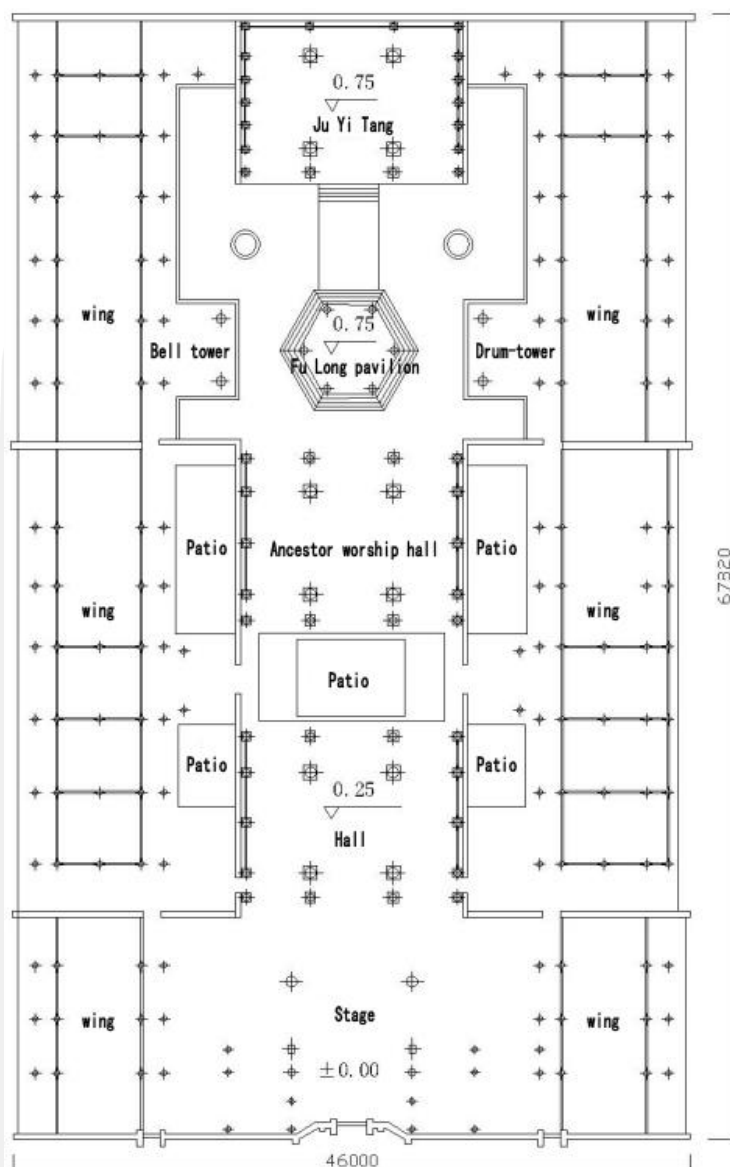 0.75
Ju Yi Tang
wing
wing
0.75
Bell tower
Fu Long pavilion
Drum-tower
Patio
Ancestor worship hall
Patio
67320
wing
wing
Patio
Patio
Patio
0.25
Hall
Stage
wing
wing
±0.00
46000